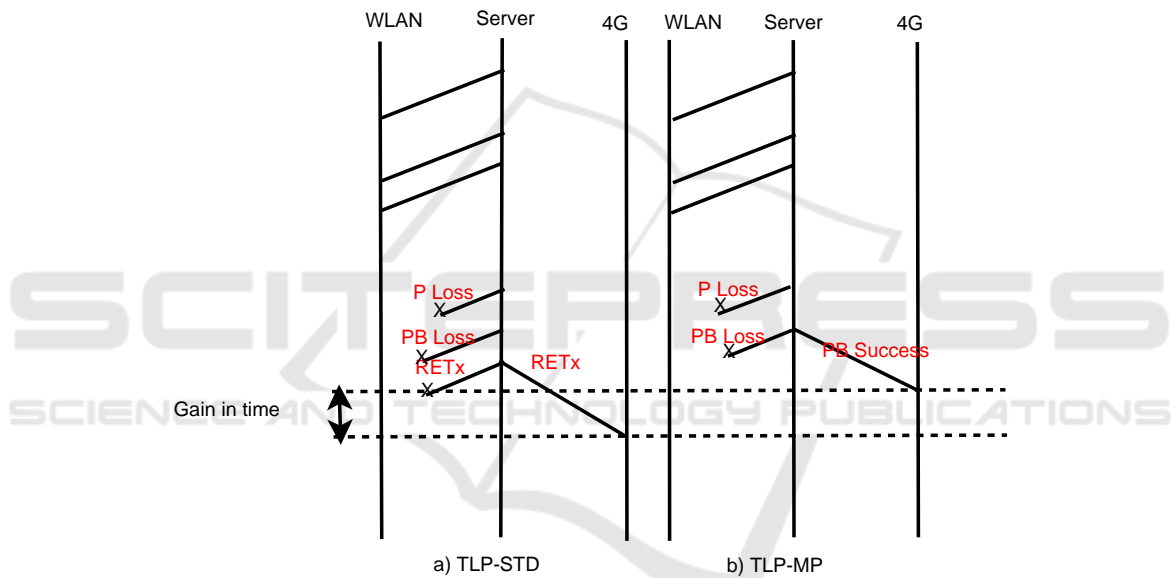 WLAN Server 4G WLAN Server 4G
P Loss P Loss
X X
PB Loss PB Loss PB Success
X X
RETx RETx
X
Gain in time
SCITEPRESS
SCIENCE AND TECHNOLOGY PUBLICATIONS
a) TLP-STD b) TLP-MP